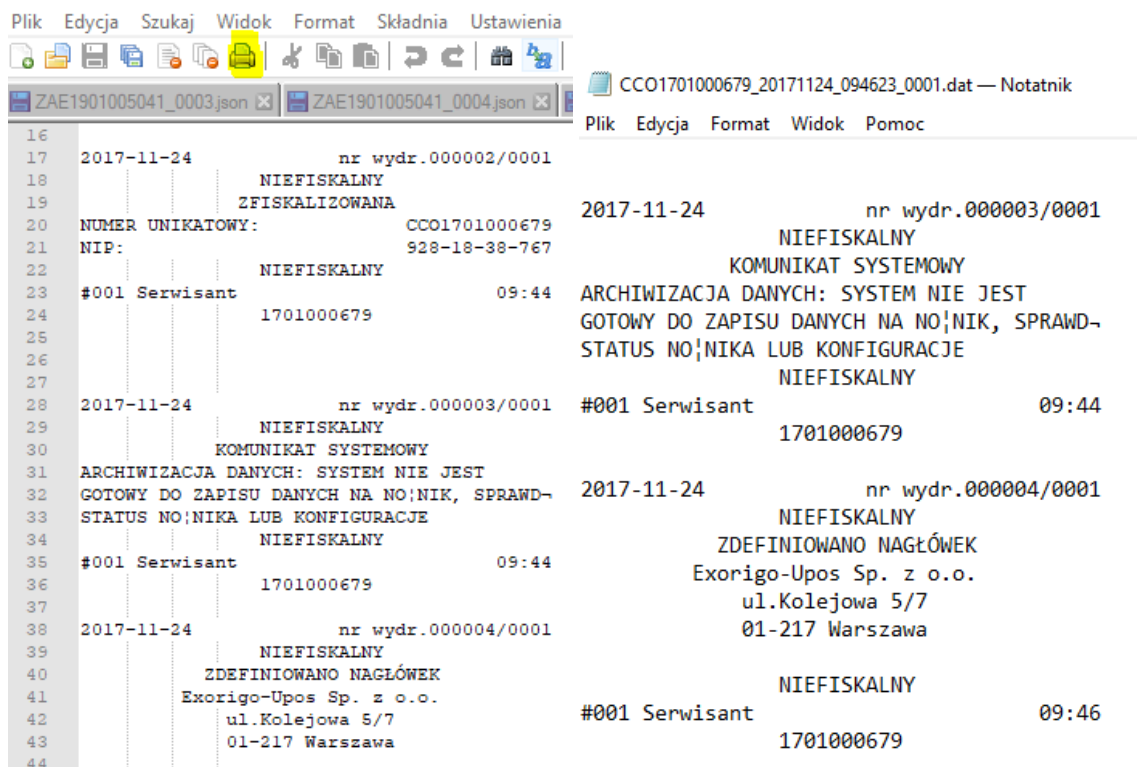 Plik Edycja Szukaj Widok Format Składnia Ustawienia
ZAE1901005041_0003.json ZAE1901005041_0004.json
16
17 2017-11-24 nr wydr.000002/0001
18 NIEFISKALNY
19 ZFISKALIZOWANA
20 NUMER UNIKATOWY: CCO1701000679
21 NIP: 928-18-38-767
22 NIEFISKALNY
23 #001 Serwisant 09:44
24 1701000679
25
26
27
28 2017-11-24 nr wydr.000003/0001
29 NIEFISKALNY
30 KOMUNIKAT SYSTEMOWY
31 ARCHIWIZACJA DANYCH: SYSTEM NIE JEST
32 GOTOWY DO ZAPISU DANYCH NA NO¦NIK, SPRAWD¬
33 STATUS NO¦NIKA LUB KONFIGURACJE
34 NIEFISKALNY
35 #001 Serwisant 09:44
36 1701000679
37
38 2017-11-24 nr wydr.000004/0001
39 NIEFISKALNY
40 ZDEFINIOWANO NAGŁÓWEK
41 Exorigo-Upos Sp. z o.o.
42 ul.Kolejowa 5/7
43 01-217 Warszawa
44
CCO1701000679_20171124_094623_0001.dat — Notatnik
Plik Edycja Format Widok Pomoc
2017-11-24 nr wydr.000003/0001
NIEFISKALNY
KOMUNIKAT SYSTEMOWY
ARCHIWIZACJA DANYCH: SYSTEM NIE JEST
GOTOWY DO ZAPISU DANYCH NA NO¦NIK, SPRAWD¬
STATUS NO¦NIKA LUB KONFIGURACJE
NIEFISKALNY
#001 Serwisant 09:44
1701000679
2017-11-24 nr wydr.000004/0001
NIEFISKALNY
ZDEFINIOWANO NAGŁÓWEK
Exorigo-Upos Sp. z o.o.
ul.Kolejowa 5/7
01-217 Warszawa
NIEFISKALNY
#001 Serwisant 09:46
1701000679